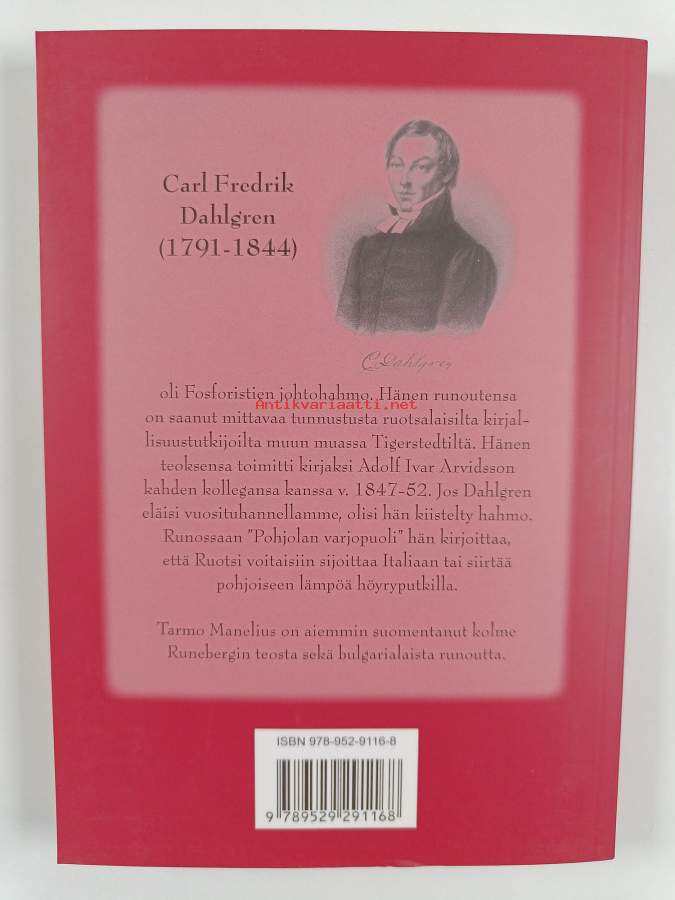 Carl Fredrik
Dahlgren
(1791-1844)
C Dahlgren
oli Fosforistien johtohahmo. Hänen runoutensa
Antikvariaatti.net
on saanut mittavaa tunnustusta ruotsalaisilta kirjal-
lisuustutkijoilta muun muassa Tigerstedtiltä. Hänen
teoksensa toimitti kirjaksi Adolf Ivar Arvidsson
kahden kollegansa kanssa v. 1847-52. Jos Dahlgren
eläisi vuosituhannellamme, olisi hän kiistelty hahmo.
Runossaan "Pohjolan varjopuoli" hän kirjoittaa,
että Ruotsi voitaisiin sijoittaa Italiaan tai siirtää
pohjoiseen lämpöä höyryputkilla.
Tarmo Manelius on aiemmin suomentanut kolme
Runebergin teosta sekä bulgarialaista runoutta.
ISBN 978-952-9116-8
9 789529 291168